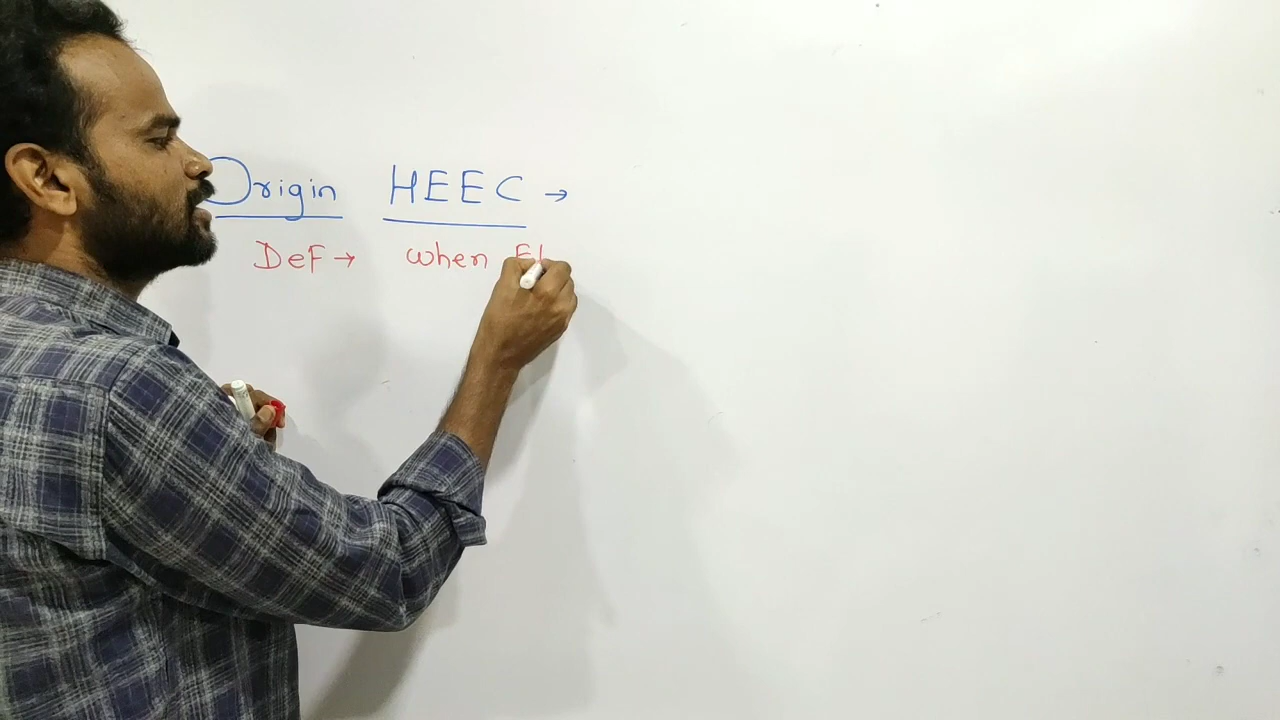 Origin HEEC →
DeF → when